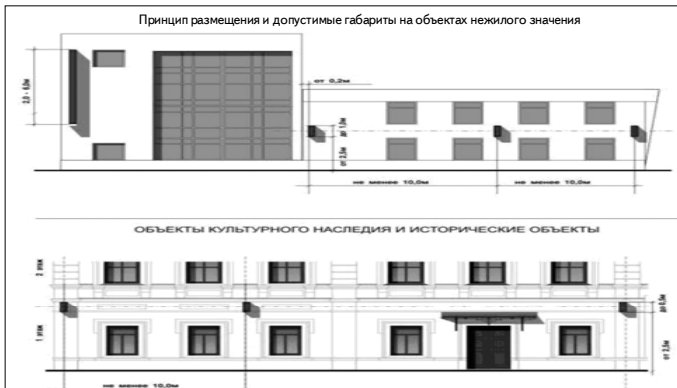 Принцип размещения и допустимые габариты на объектах нежилого значения
от 0,2м
2,0 - 6,0м
до 1,0м
от 2,5м
не менее 10,0м
не менее 10,0м
ОБЪЕКТЫ КУЛЬТУРНОГО НАСЛЕДИЯ И ИСТОРИЧЕСКИЕ ОБЪЕКТЫ
2 этаж
1 этаж
до 0,5м
от 2,5м
не менее 10,0м